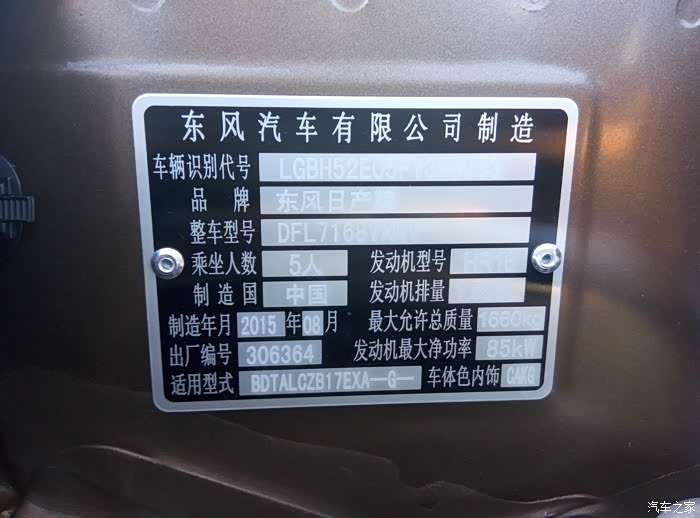 东风汽车有限公司制造
车辆识别代号
品牌 东风日产牌
整车型号
乘坐人数 5人 发动机型号
制造国 中国 发动机排量
制造年月 2015 年 08 月 最大允许总质量 1660kg
出厂编号 306364 发动机最大净功率 85kW
适用型式 BDTALCZB17EXA—G— 车体色内饰 CAKG
汽车之家